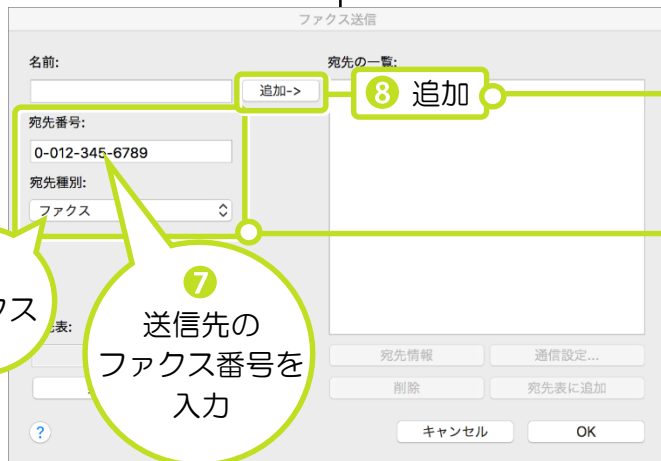 ファクス送信
名前:
宛先の一覧:
追加->
❽ 追加
宛先番号:
0-012-345-6789
宛先種別:
ファクス
❼
送信先の
ファクス番号を
入力
クス
表:
宛先情報
通信設定...
削除
宛先表に追加
?
キャンセル
OK